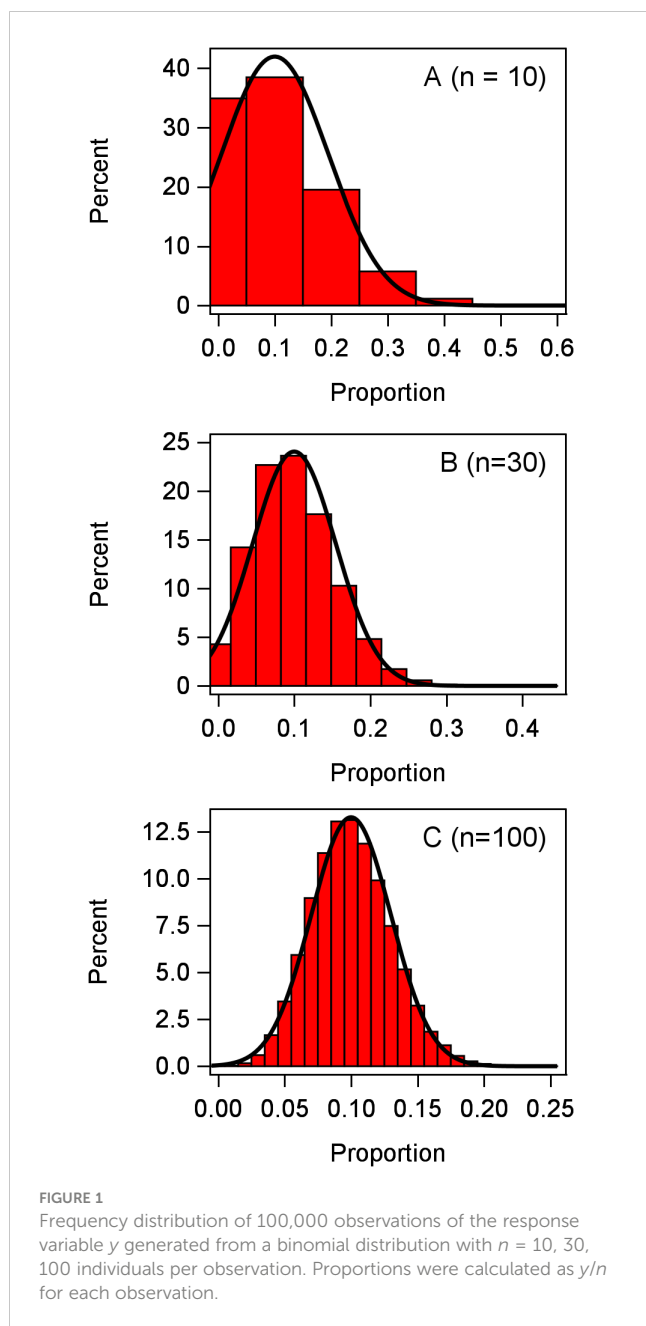 A (n = 10)
Percent
40
30
20
10
0
0.0 0.1 0.2 0.3 0.4 0.5 0.6
Proportion
B (n=30)
Percent
25
20
15
10
5
0
0.0 0.1 0.2 0.3 0.4
Proportion
C (n=100)
Percent
12.5
10.0
7.5
5.0
2.5
0.0
0.00 0.05 0.10 0.15 0.20 0.25
Proportion
FIGURE 1
Frequency distribution of 100,000 observations of the response
variable y generated from a binomial distribution with n = 10, 30,
100 individuals per observation. Proportions were calculated as y/n
for each observation.